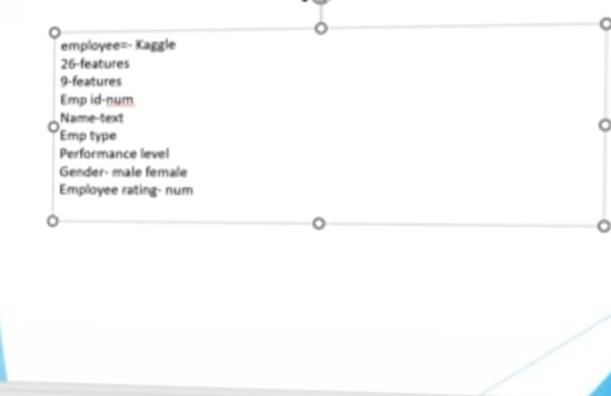 employee=- Kaggle
26-features
9-features
Emp id-num
Name-text
Emp type
Performance level
Gender- male female
Employee rating- num